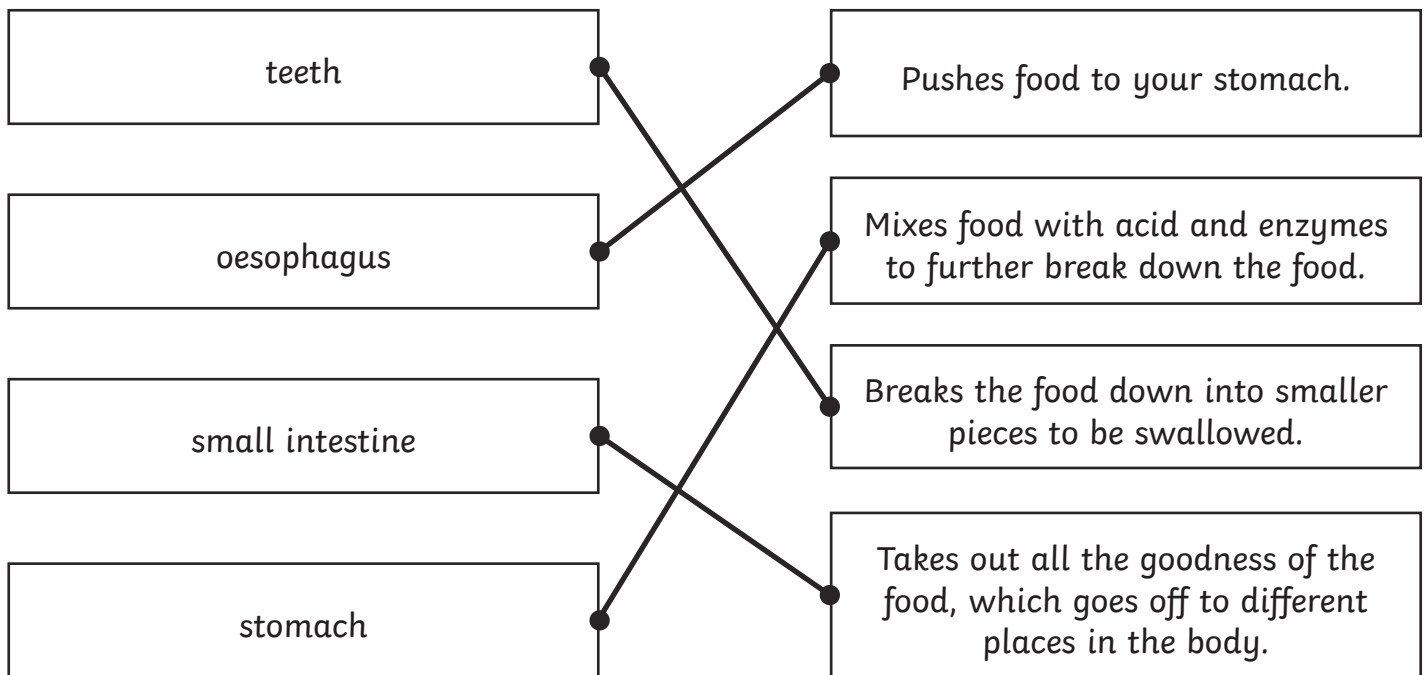 teeth
oesophagus
small intestine
stomach
Pushes food to your stomach.
Mixes food with acid and enzymes
to further break down the food.
Breaks the food down into smaller
pieces to be swallowed.
Takes out all the goodness of the
food, which goes off to different
places in the body.